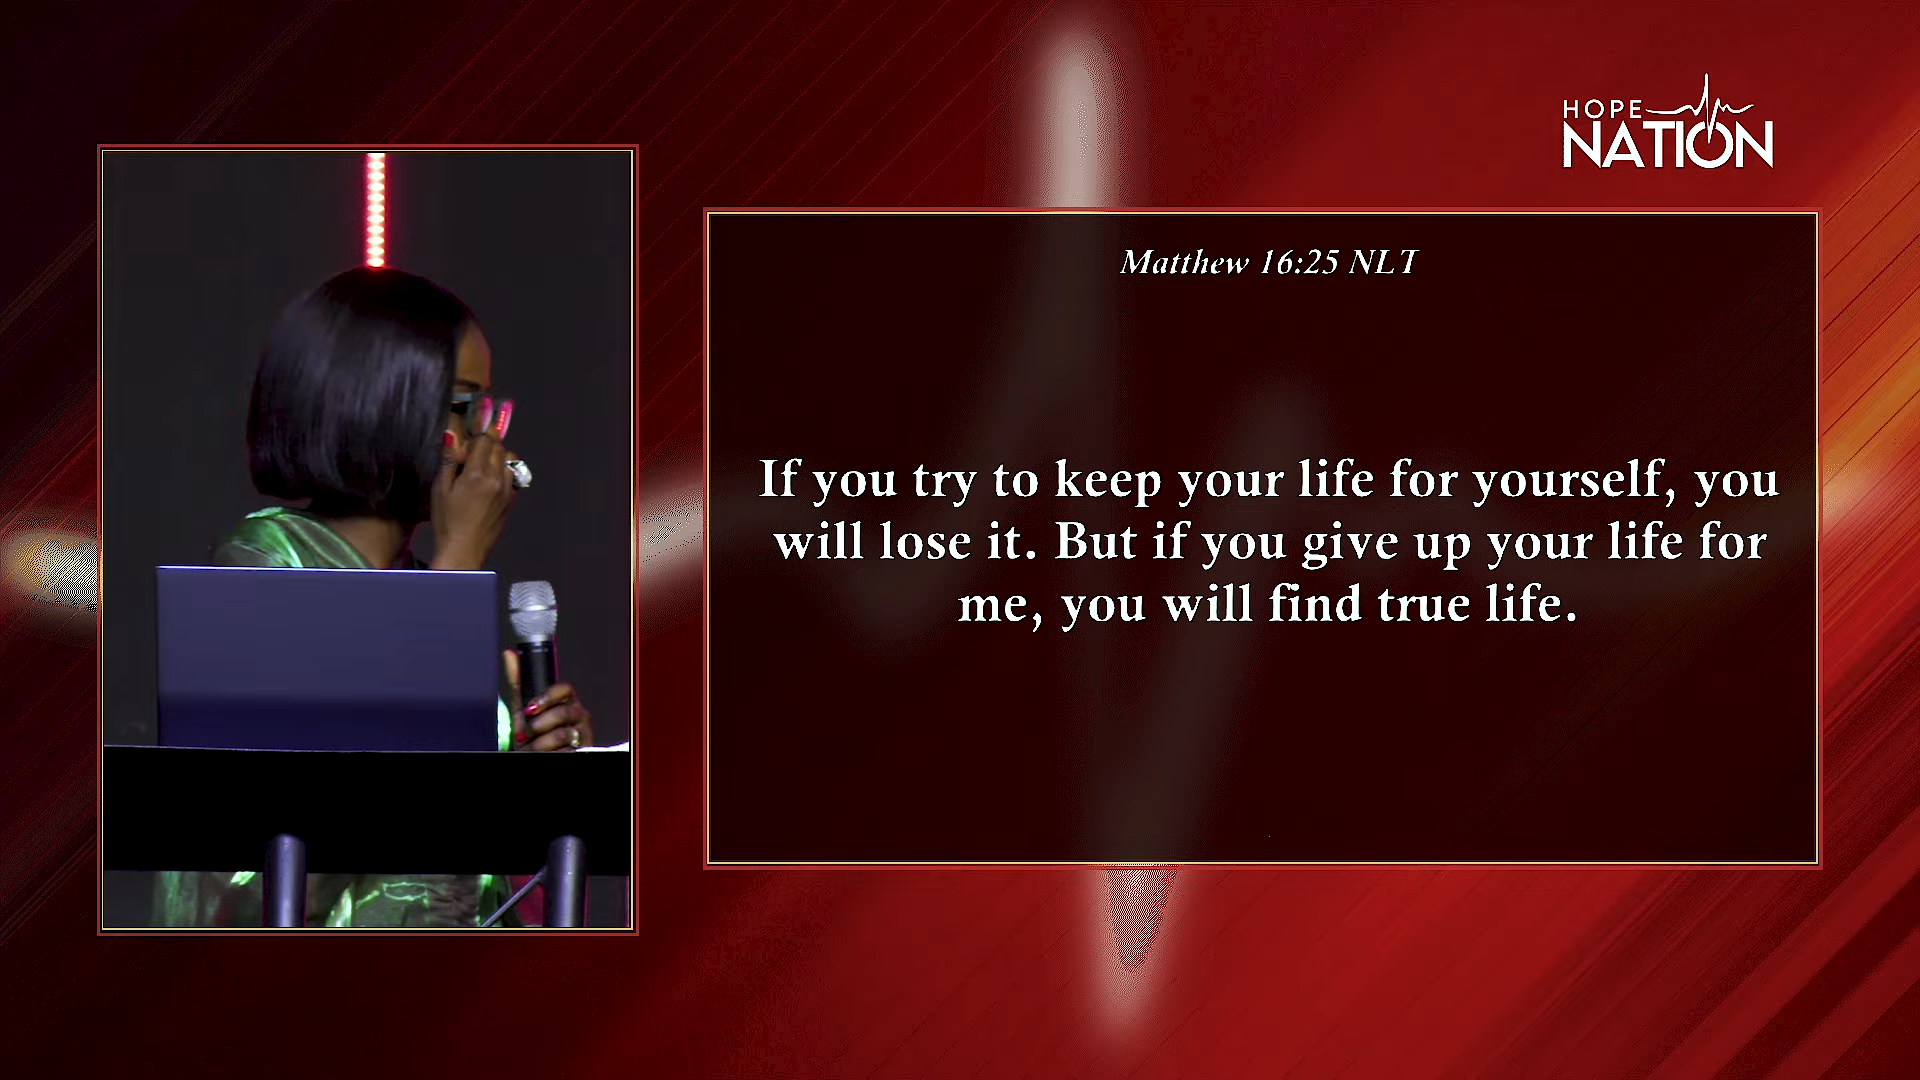 HOPE
NATION
Matthew 16:25 NLT
If you try to keep your life for yourself, you
will lose it. But if you give up your life for
me, you will find true life.